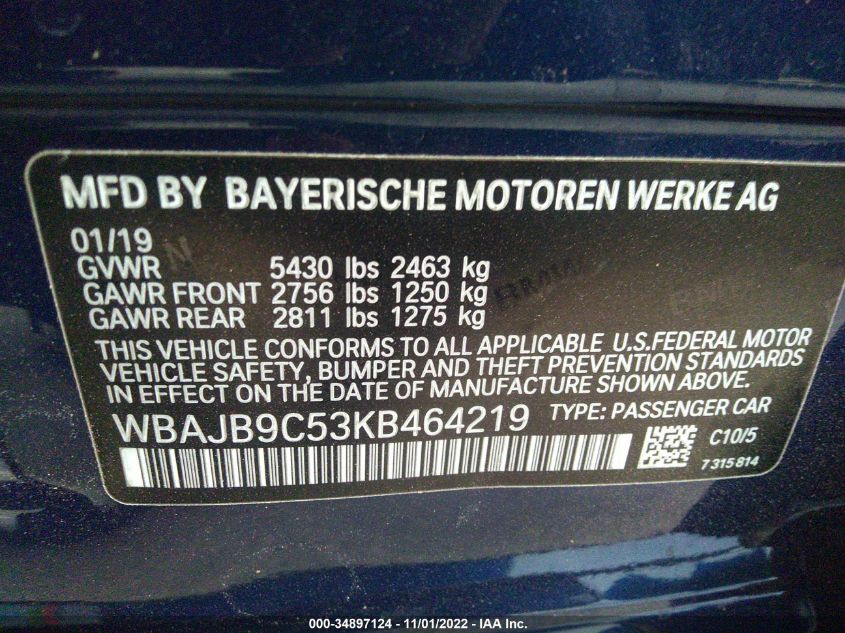 MFD BY BAYERISCHE MOTOREN WERKE AG
01/19
GVWR 5430 lbs 2463 kg
GAWR FRONT 2756 lbs 1250 kg
GAWR REAR 2811 lbs 1275 kg
THIS VEHICLE CONFORMS TO ALL APPLICABLE U.S.FEDERAL MOTOR
VEHICLE SAFETY, BUMPER AND THEFT PREVENTION STANDARDS
IN EFFECT ON THE DATE OF MANUFACTURE SHOWN ABOVE.
WBAJB9C53KB464219 TYPE: PASSENGER CAR
C10/5
7315814
000-34897124 - 11/01/2022 - IAA Inc.